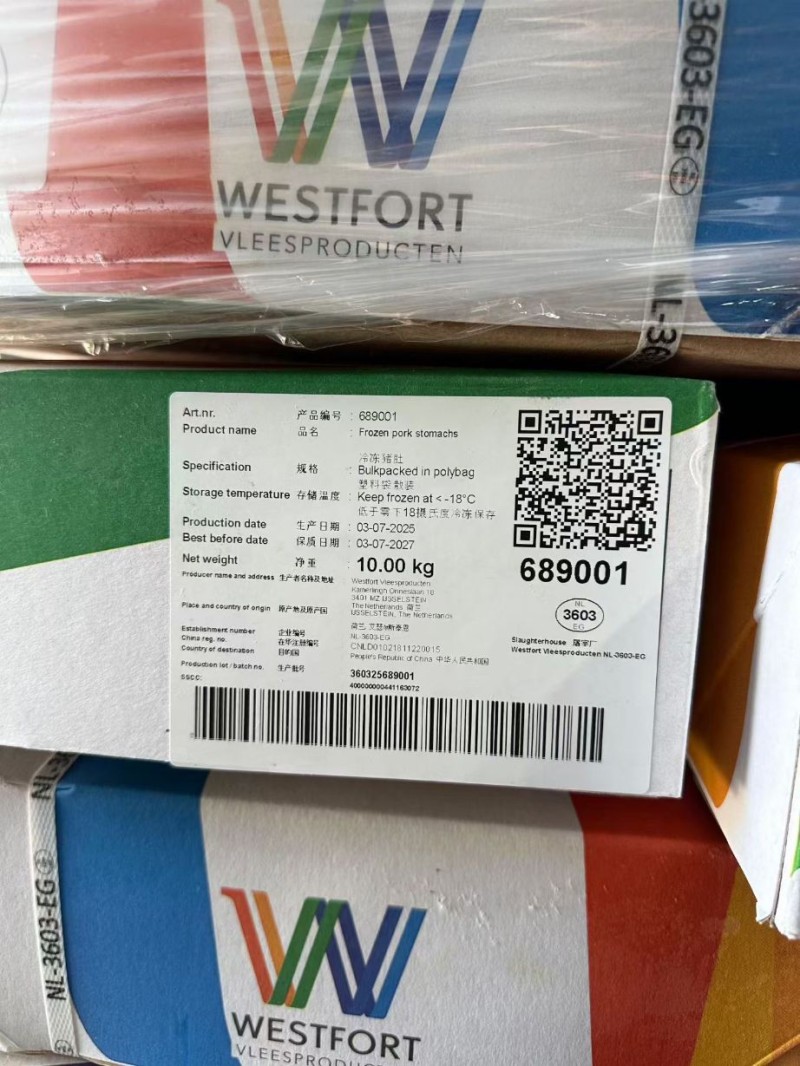 3603-EG
WESTFORT
VLEESPRODUCTEN
Art.nr. 产品编号 : 689001
Product name 品名 : Frozen pork stomachs
冷冻猪肚
Specification 规格 : Bulkpacked in polybag
塑料袋散装
Storage temperature 存储温度 : Keep frozen at < -18°C
低于零下18摄氏度冷冻保存
Production date 生产日期 : 03-07-2025
Best before date 保质日期 : 03-07-2027
Net weight 净重 : 10.00 kg
Producer name and address 生产者名称及地址 Westfort Vleesproducten
Kamerlingh Onneslaan 10
3401 MZ IJSSELSTEIN
The Netherlands 荷兰
Place and country of origin 原产地及原产国 IJSSELSTEIN, The Netherlands
荷兰
Establishment number 企业编号 NL-3603-EG
China reg. no. 在华注册编号 CNLD01021811220015
Country of destination 目的国 People's Republic of China 中华人民共和国
Production lot / batch no. 生产批号 360325689001
SSCC: 40000000000441163072
689001
NL
3603
EG
Slaughterhouse 屠宰厂
Westfort Vleesproducten NL-3603-EG
NL-3603-EG
WESTFORT